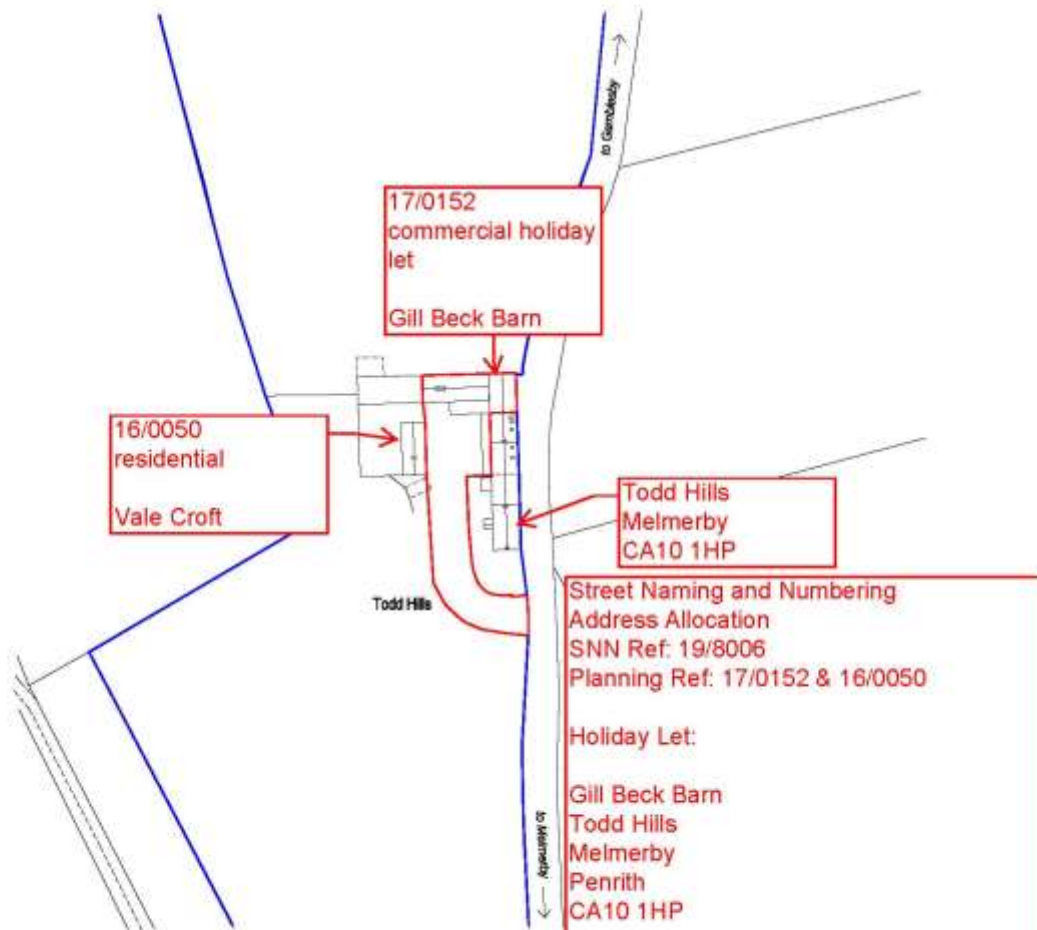 to Gamblesby
17/0152
commercial holiday
let
Gill Beck Barn
16/0050
residential
Vale Croft
Todd Hills
Melmerby
CA10 1HP
Todd Hills
Street Naming and Numbering
Address Allocation
SNN Ref: 19/8006
Planning Ref: 17/0152 & 16/0050
Holiday Let:
Gill Beck Barn
Todd Hills
Melmerby
Penrith
CA10 1HP
to Melmerby